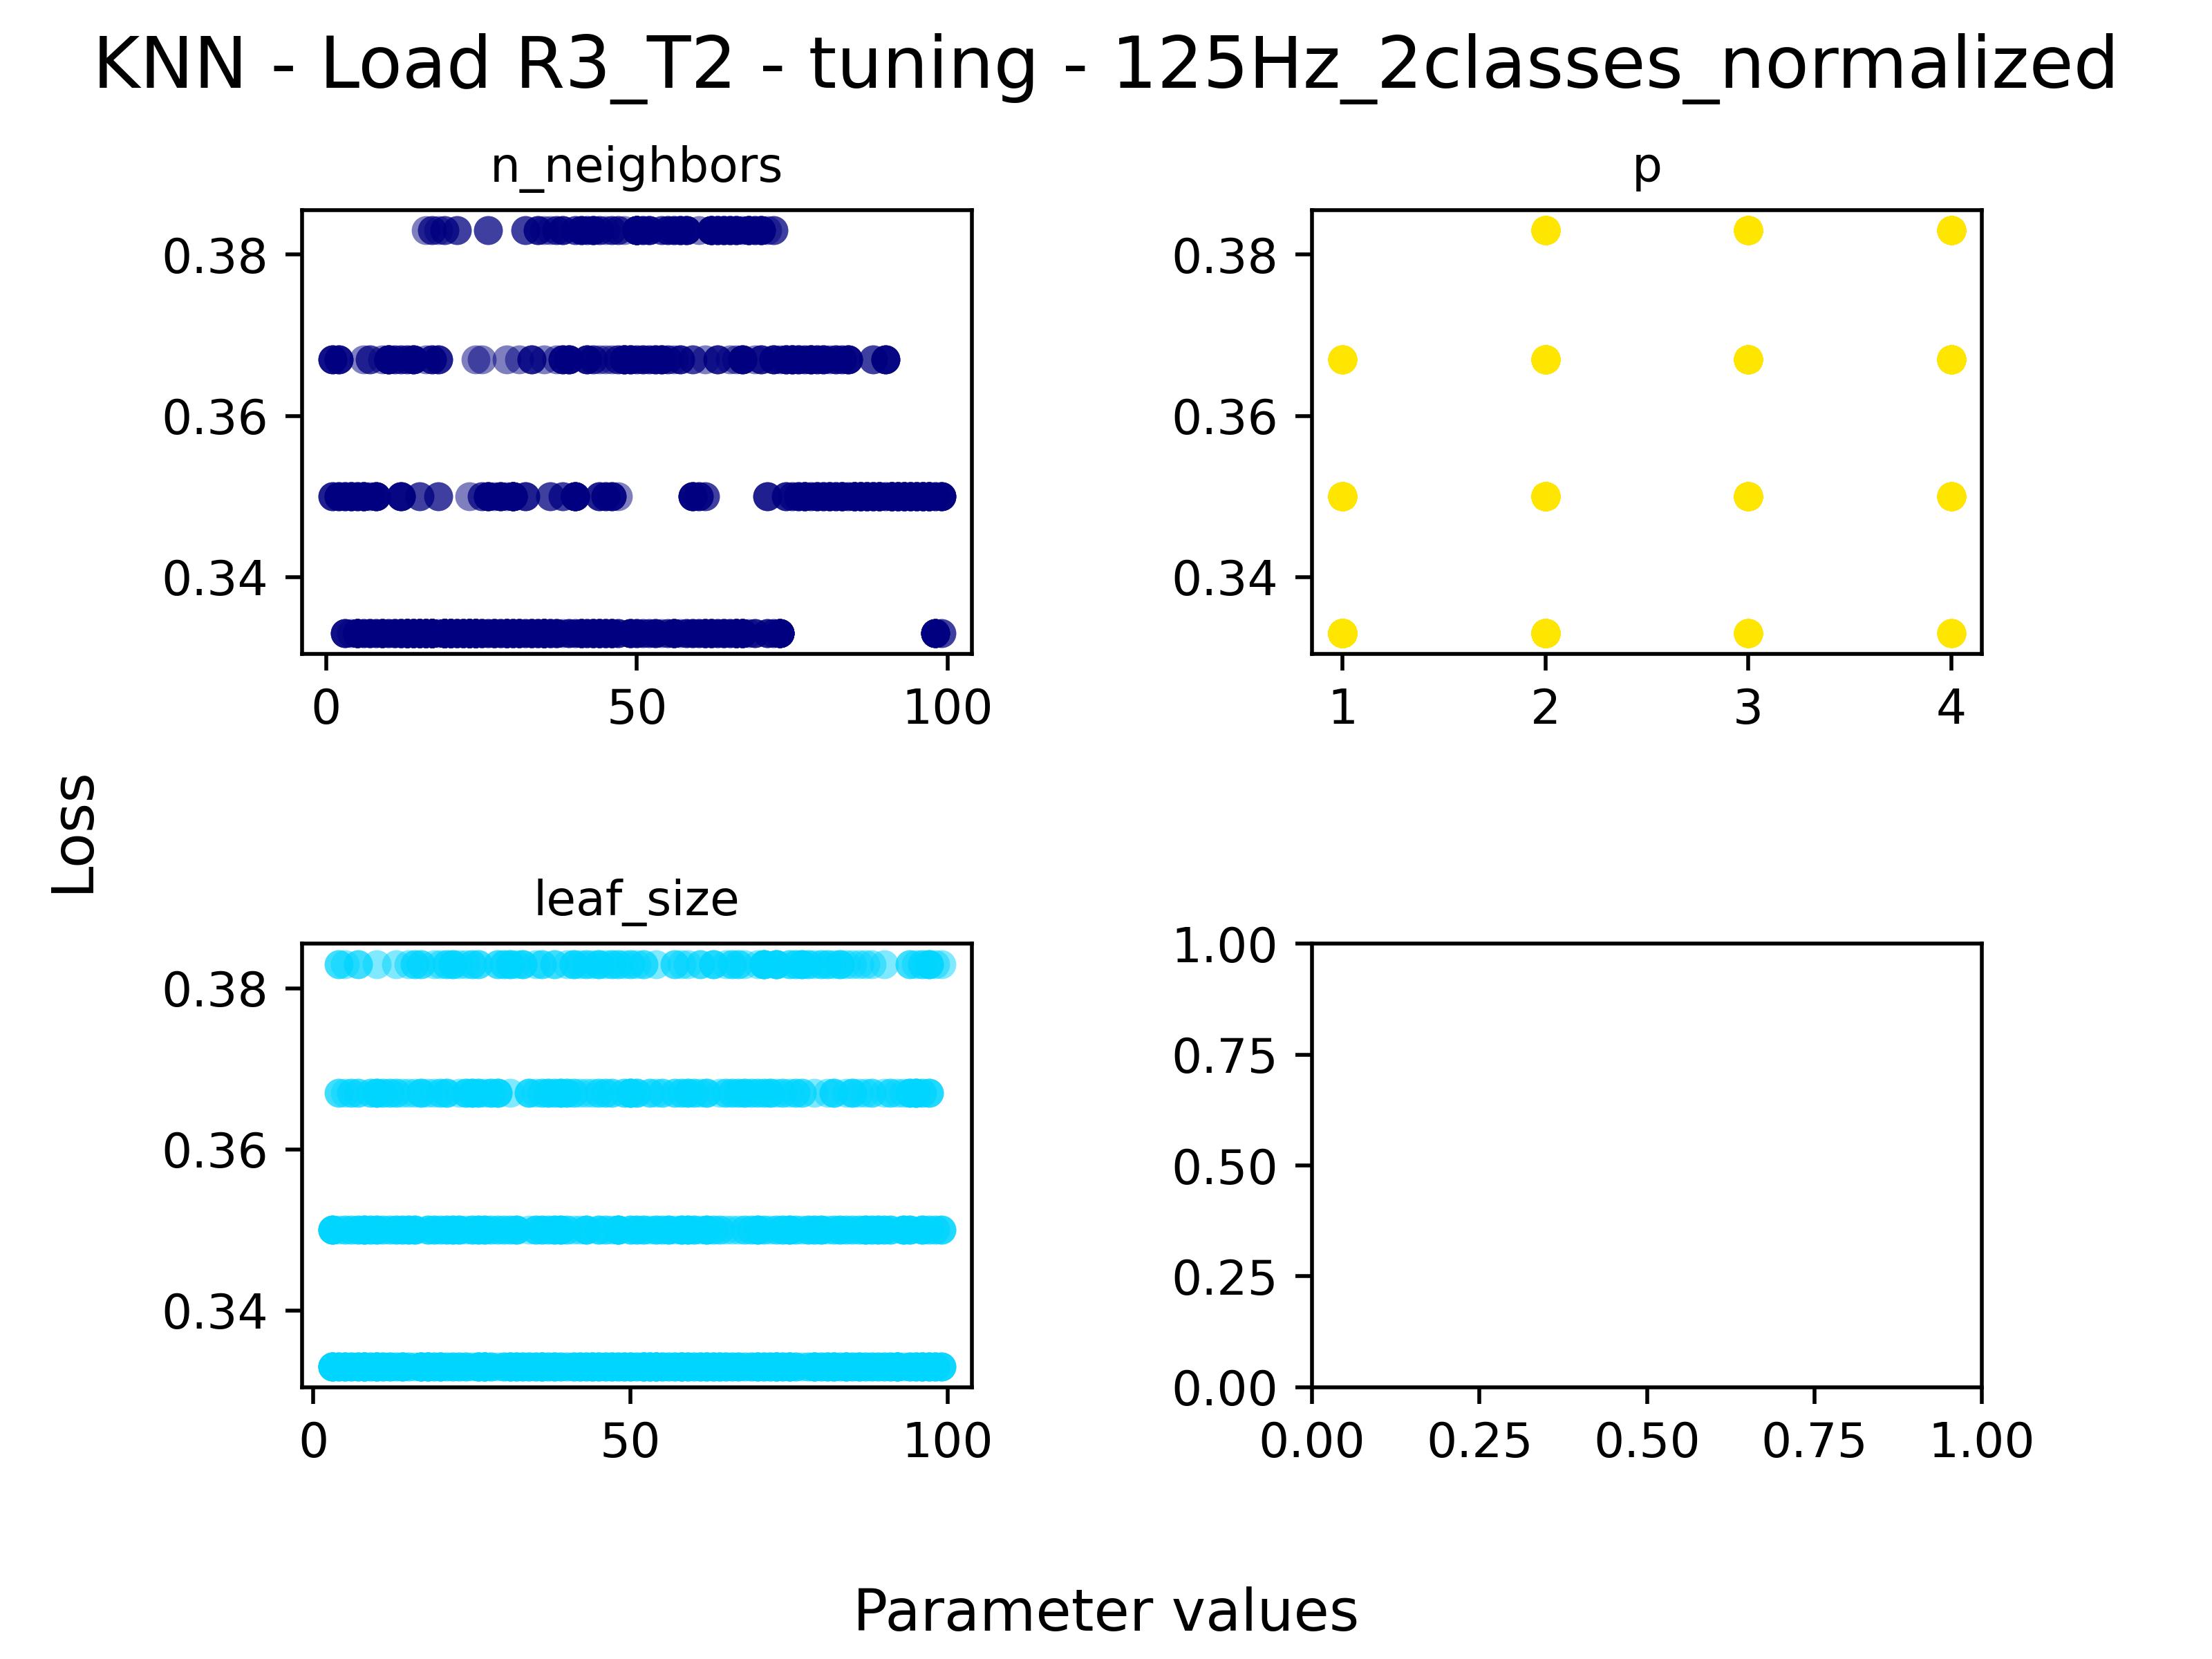 KNN - Load R3_T2 - tuning - 125Hz_2classes_normalized
n_neighbors
0.38
0.36
0.34
0 50 100
p
0.38
0.36
0.34
1 2 3 4
Loss
leaf_size
0.38
0.36
0.34
0 50 100
1.00
0.75
0.50
0.25
0.00
0.00 0.25 0.50 0.75 1.00
Parameter values